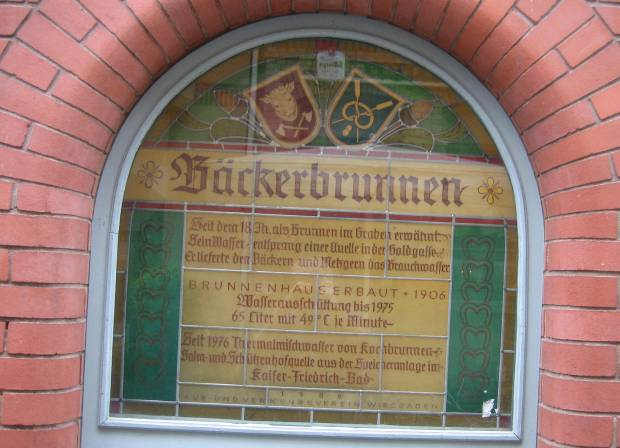 Bäckerbrunnen
Seit dem 18.Jh. als Brunnen im Graben erwähnt.
Sein Wasser entsprang einer Quelle in der Goldgasse.
Er lieferte den Bäckern und Metzgern das Brauchwasser
BRUNNENHAUS ERBAUT • 1906
Wasserausschüttung bis 1975
65 Liter mit 49° C je Minute
Seit 1976 Thermalmischwasser von Kochbrunnen-,
Salm- und Schützenhofquelle aus der Speicheranlage im
Kaiser-Friedrich-Bad
KUR-UND VERKEHRSVEREIN WIESBADEN